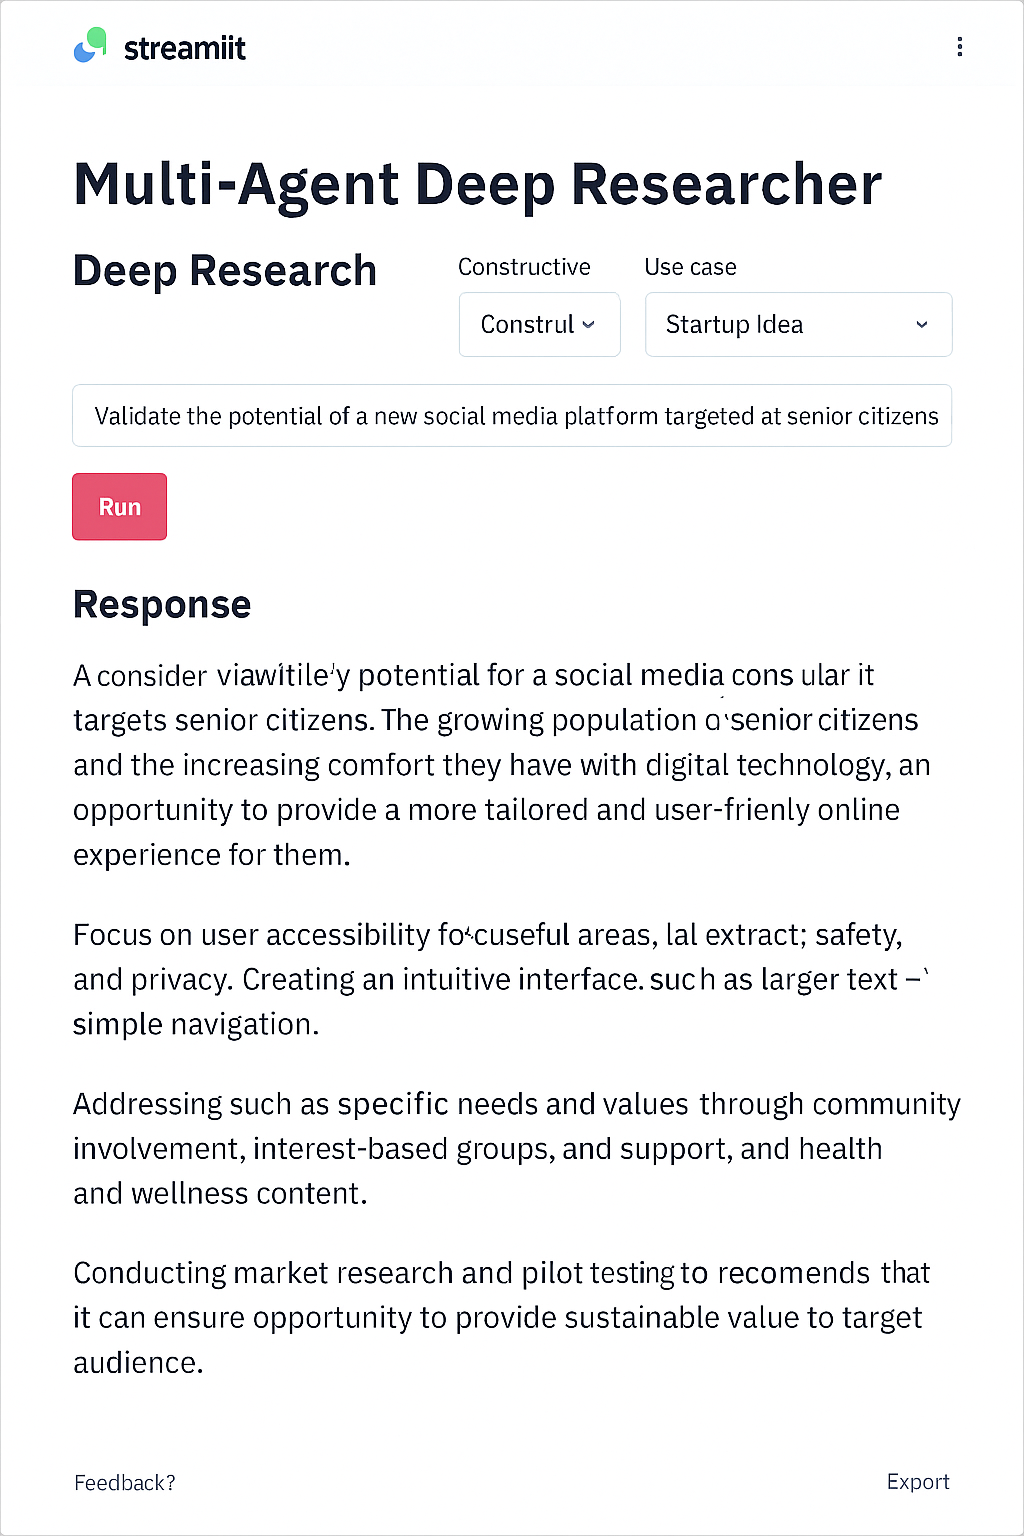 streamiit
Multi-Agent Deep Researcher
Deep Research
Constructive
Use case
Construl
Startup Idea
Validate the potential of a new social media platform targeted at senior citizens
Run
Response
A consider potential for a social media cons ular it
targets senior citizens. The growing population senior citizens
and the increasing comfort they have with digital technology, an
opportunity to provide a more tailored and user-frienly online
experience for them.
Focus on user accessibility areas, lal extract; safety,
and privacy. Creating an intuitive interface. such as larger text –
simple navigation.
Addressing such as specific needs and values through community
involvement, interest-based groups, and support, and health
and wellness content.
Conducting market research and pilot testing to recomends that
it can ensure opportunity to provide sustainable value to target
audience.
Feedback?
Export